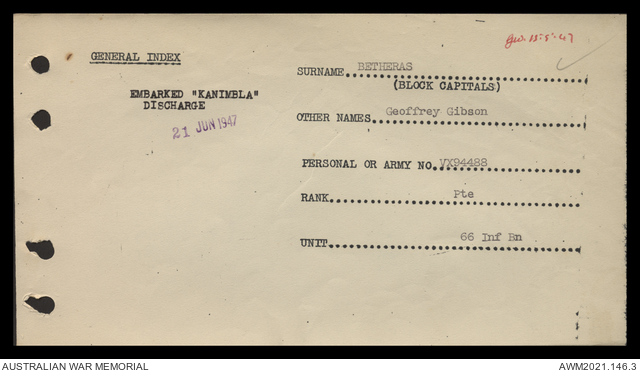 GENERAL INDEX
EMBARKED "KANIMBLA"
DISCHARGE
21 JUN 1947
SURNAME BETHERAS
(BLOCK CAPITALS)
OTHER NAMES Geoffrey Gibson
PERSONAL OR ARMY NO. VX94488
RANK Pte
UNIT 66 Inf Bn
AUSTRALIAN WAR MEMORIAL
AWM2021.146.3